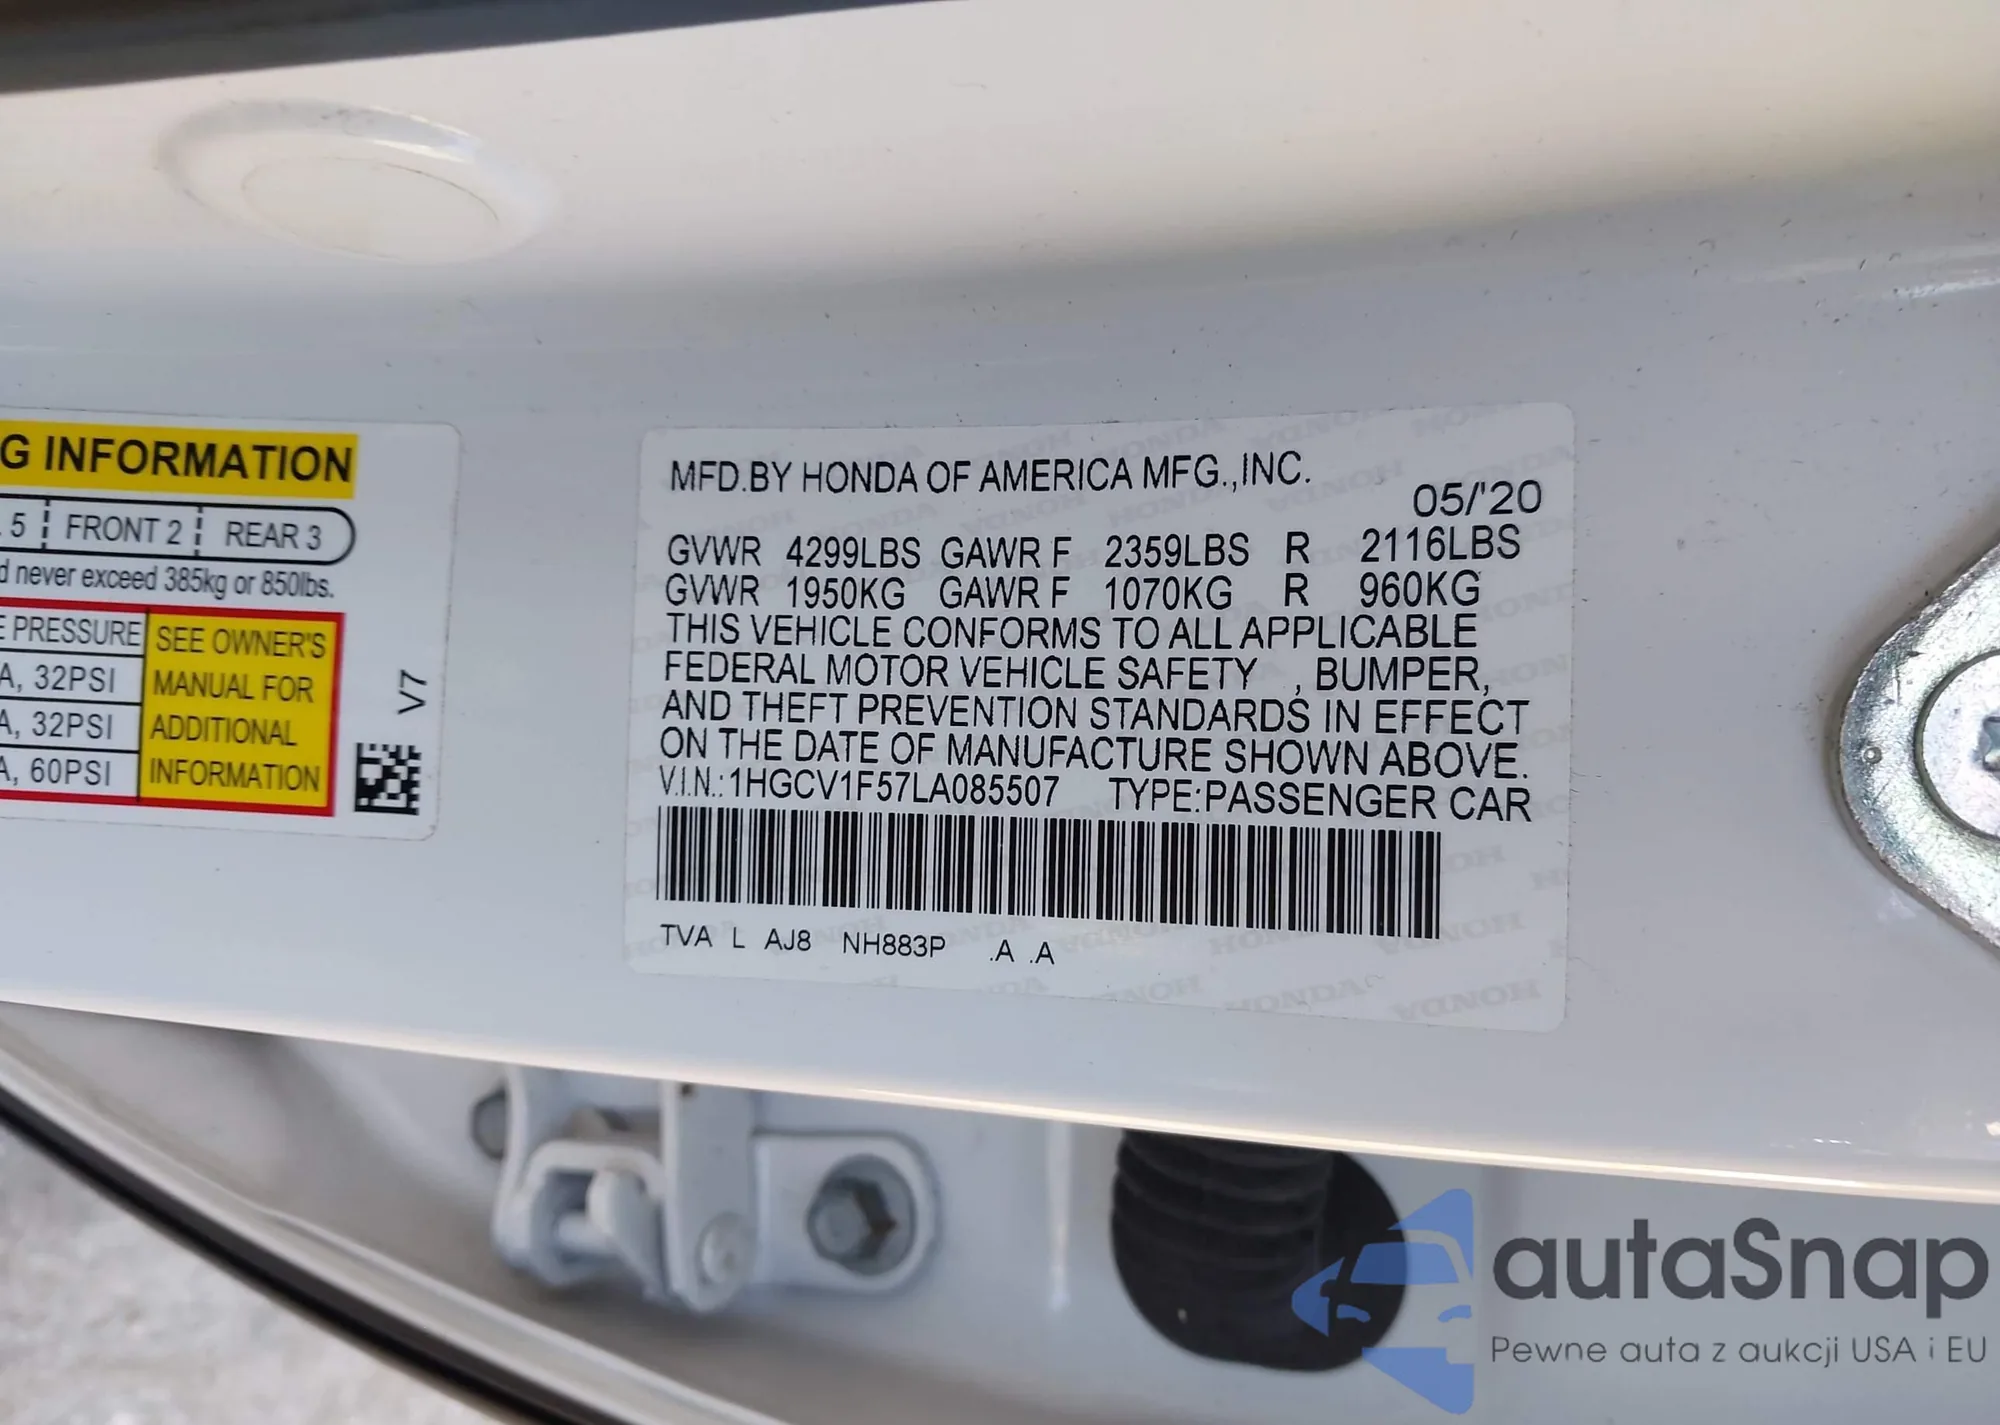 G INFORMATION
5 FRONT 2 REAR 3
d never exceed 385kg or 850lbs.
E PRESSURE
A, 32PSI
A, 32PSI
A, 60PSI
SEE OWNER'S
MANUAL FOR
ADDITIONAL
INFORMATION
V7
MFD.BY HONDA OF AMERICA MFG.,INC.
05/'20
GVWR 4299LBS GAWR F 2359LBS R 2116LBS
GVWR 1950KG GAWR F 1070KG R 960KG
THIS VEHICLE CONFORMS TO ALL APPLICABLE
FEDERAL MOTOR VEHICLE SAFETY , BUMPER,
AND THEFT PREVENTION STANDARDS IN EFFECT
ON THE DATE OF MANUFACTURE SHOWN ABOVE.
V.I.N.:1HGCV1F57LA085507 TYPE:PASSENGER CAR
TVA L AJ8 NH883P .A .A
autaSnap
Pewne auta z aukcji USA i EU